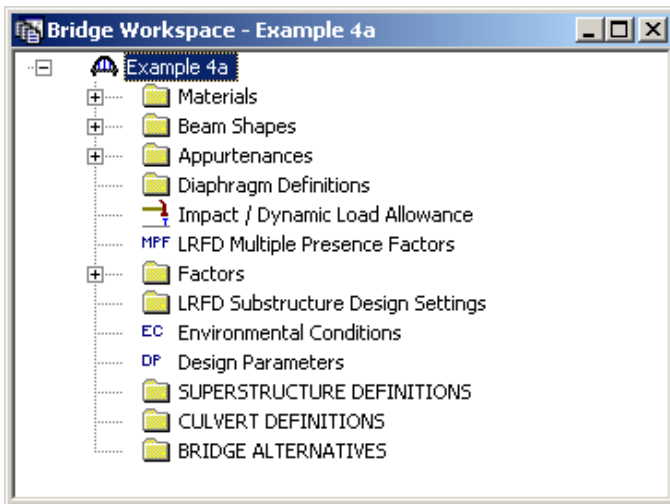 Bridge Workspace - Example 4a
Example 4a
Materials
Beam Shapes
Appurtenances
Diaphragm Definitions
Impact / Dynamic Load Allowance
MPF LRFD Multiple Presence Factors
Factors
LRFD Substructure Design Settings
EC Environmental Conditions
DP Design Parameters
SUPERSTRUCTURE DEFINITIONS
CULVERT DEFINITIONS
BRIDGE ALTERNATIVES